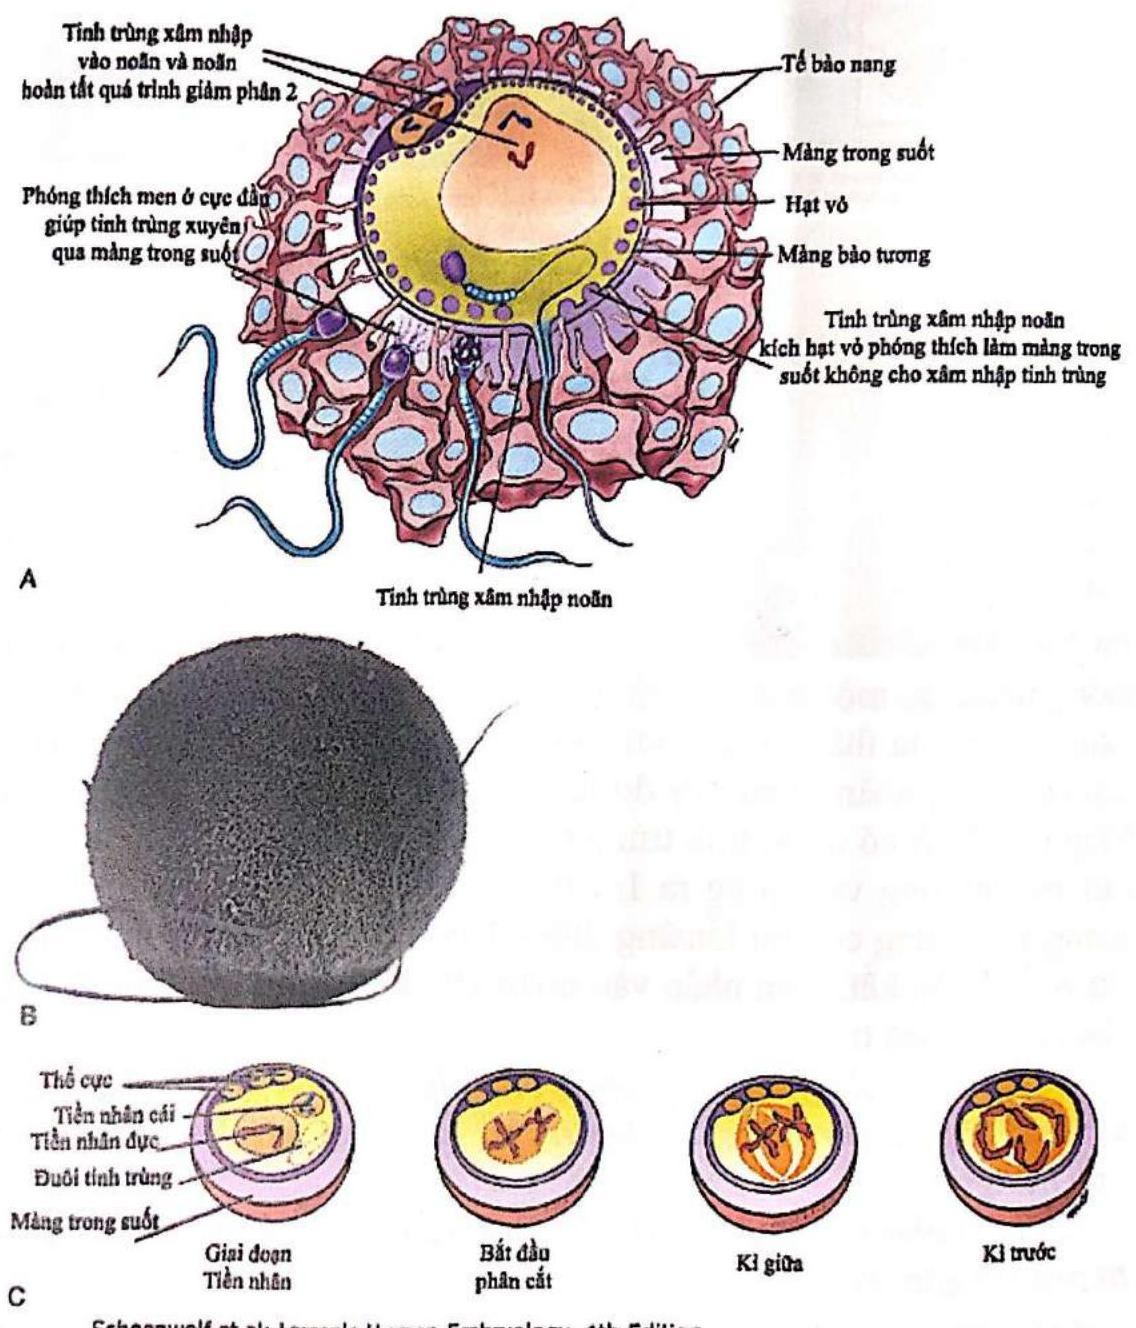 Tinh trùng xâm nhập
vào noãn và noãn
hoàn tất quá trình giảm phân 2
Tế bào nang
Màng trong suốt
Hạt vỏ
Màng bào tương
Phóng thích men ở cực đầu
giúp tinh trùng xuyên
qua màng trong suốt
Tinh trùng xâm nhập noãn
kích hạt vỏ phóng thích làm màng trong
suốt không cho xâm nhập tinh trùng
A
Tinh trùng xâm nhập noãn
B
Thể cực
Tiền nhân cái
Tiền nhân đực
Đuôi tinh trùng
Màng trong suốt
Giai đoạn
Tiền nhân
Bắt đầu
phân cắt
Kì giữa
Kì trước
C
Schoenwolf et al: Larsen's Human Embryology, 4th Edition